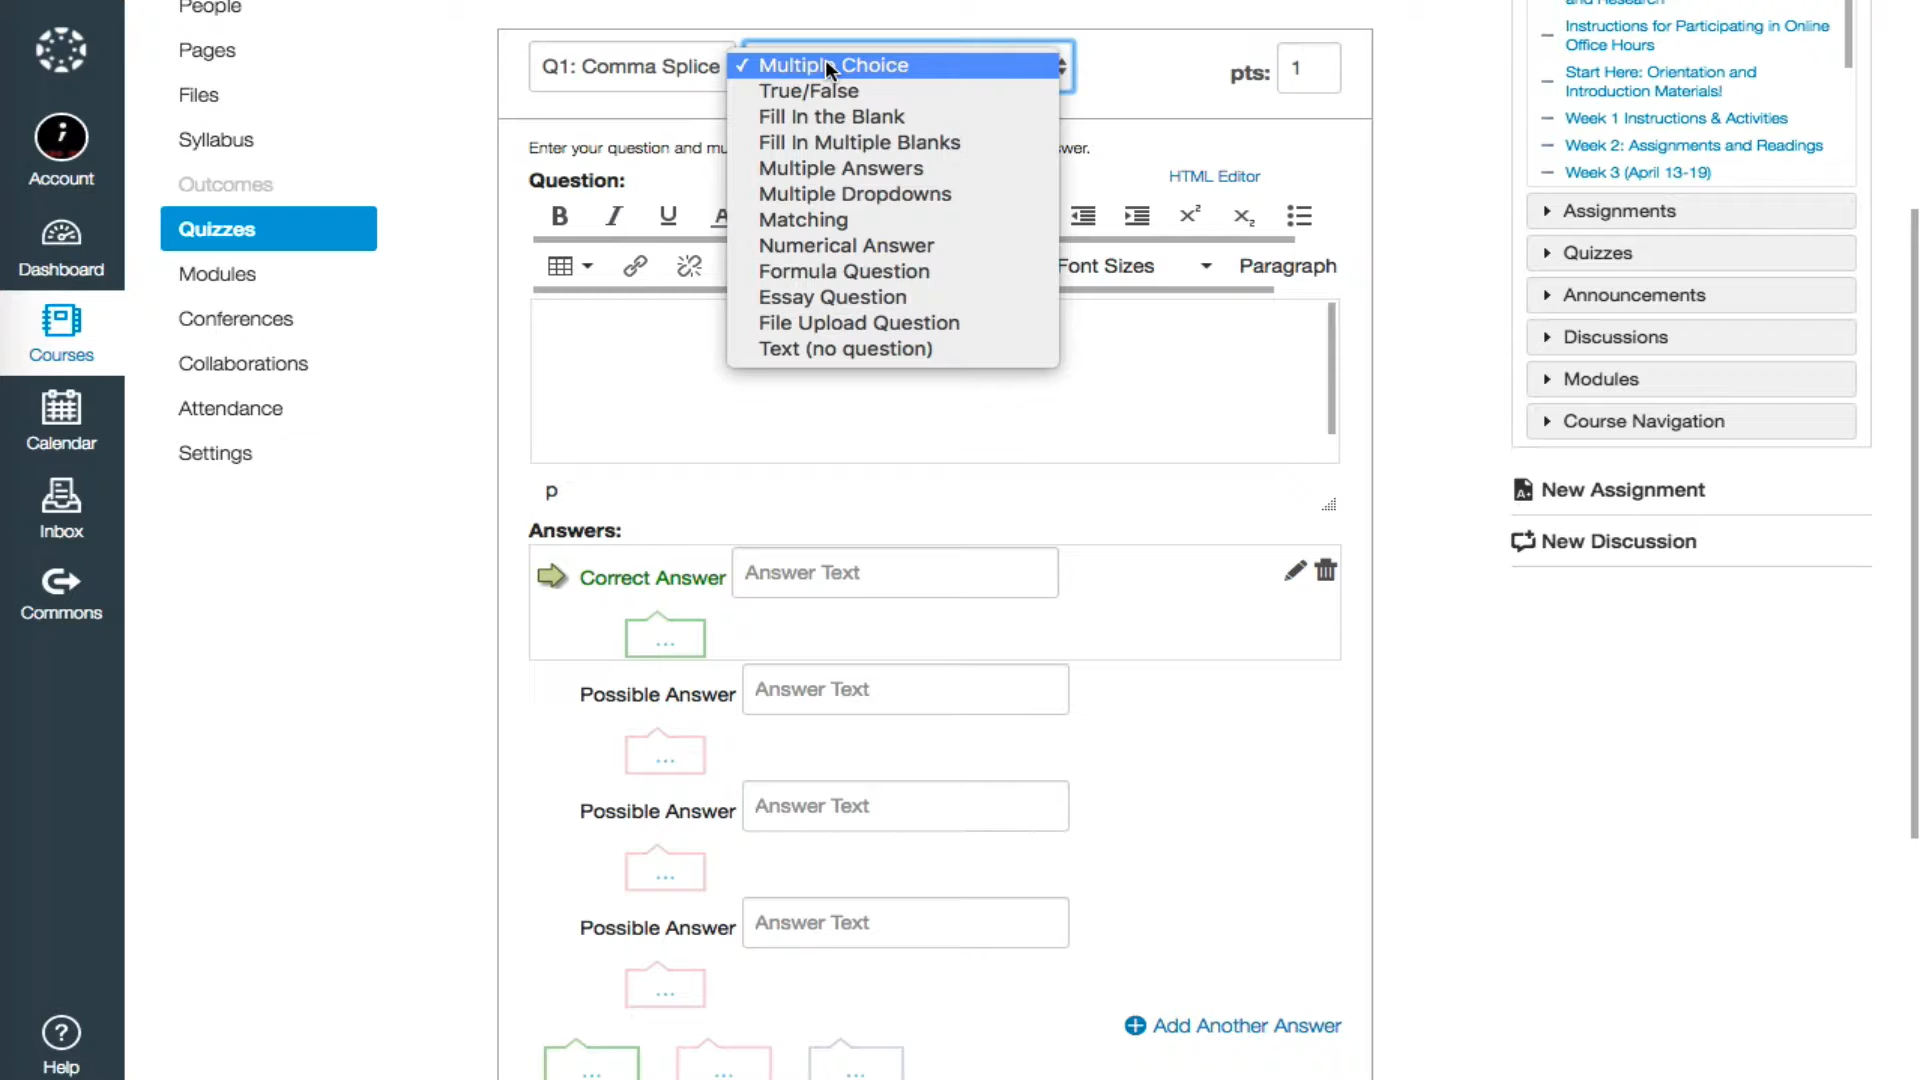 Account
Dashboard
Courses
Calendar
Inbox
Commons
Help
People
Pages
Files
Syllabus
Outcomes
Quizzes
Modules
Conferences
Collaborations
Attendance
Settings
Q1: Comma Splice
✓ Multiple Choice
True/False
Fill In the Blank
Fill In Multiple Blanks
Multiple Answers
Multiple Dropdowns
Matching
Numerical Answer
Formula Question
Essay Question
File Upload Question
Text (no question)
pts: 1
Enter your question and
Question:
HTML Editor
B I U A
Font Sizes
Paragraph
p
Answers:
Correct Answer Answer Text
...
Possible Answer Answer Text
...
Possible Answer Answer Text
...
Possible Answer Answer Text
...
Add Another Answer
... ... ...
and Research
Instructions for Participating in Online
Office Hours
Start Here: Orientation and
Introduction Materials!
Week 1 Instructions & Activities
Week 2: Assignments and Readings
Week 3 (April 13-19)
Assignments
Quizzes
Announcements
Discussions
Modules
Course Navigation
New Assignment
New Discussion